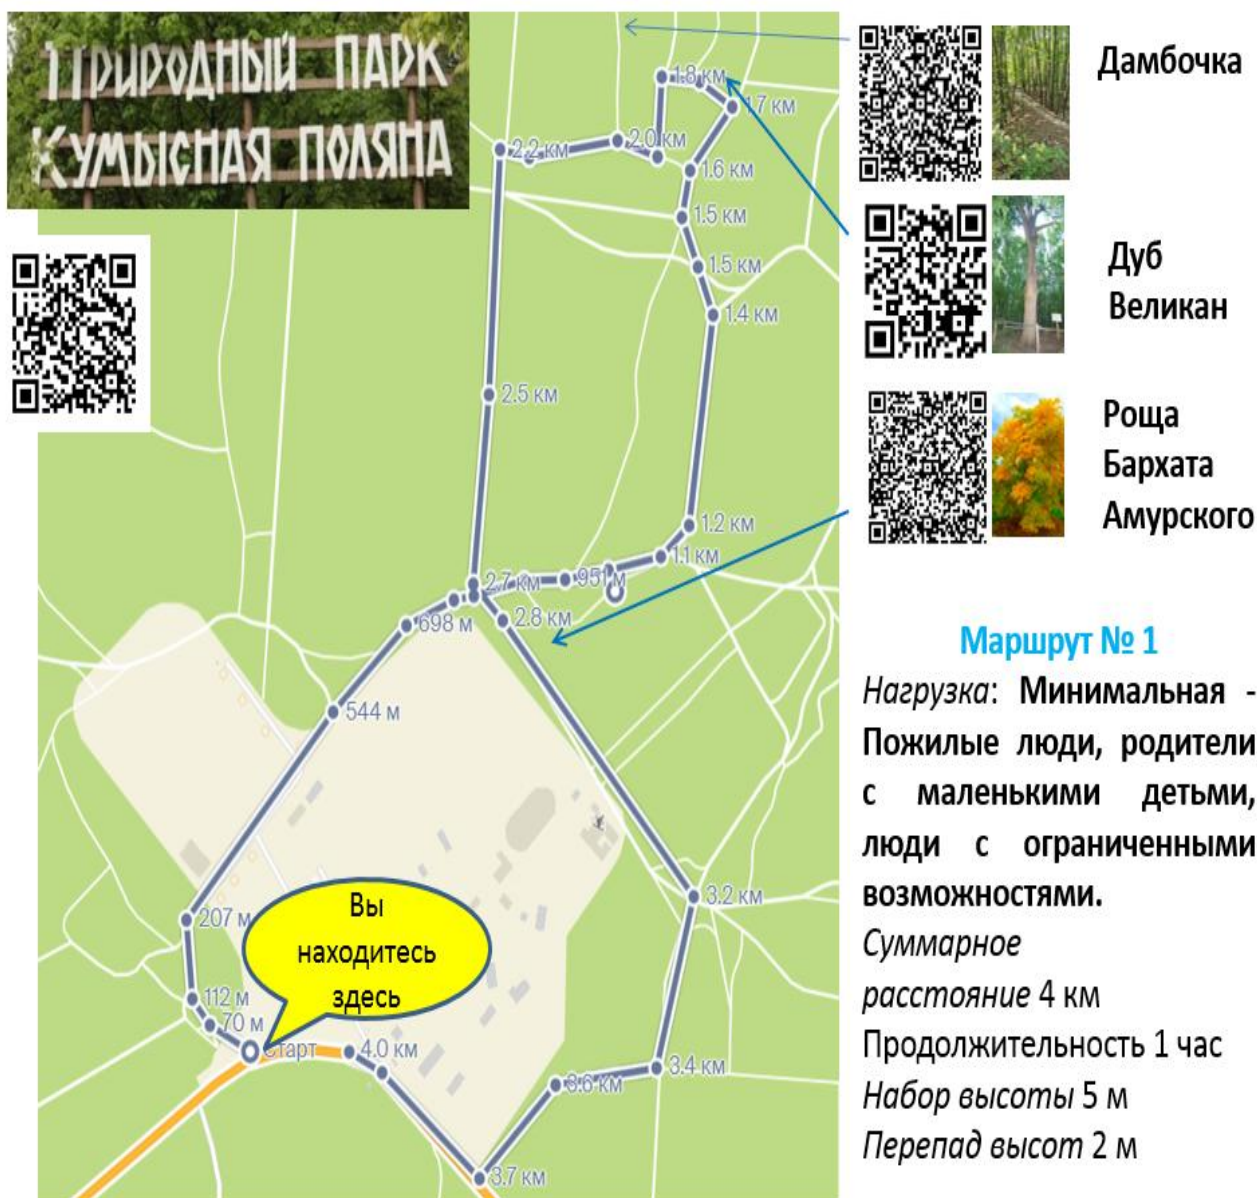 ПРИРОДНЫЙ ПАРК
КУМЫСНАЯ ПОЛЯНА
1.8 км
1.7 км
2.2 км
2.0 км
1.6 км
1.5 км
1.5 км
1.4 км
2.5 км
1.2 км
1.1 км
951 м
2.7 км
2.8 км
698 м
544 м
3.2 км
207 м
Вы
находитесь
здесь
112 м
70 м
Старт
4.0 км
3.4 км
3.6 км
3.7 км
Дамбочка
Дуб
Великан
Роща
Бархата
Амурского
Маршрут № 1
Нагрузка: Минимальная -
Пожилые люди, родители
с маленькими детьми,
люди с ограниченными
возможностями.
Суммарное
расстояние 4 км
Продолжительность 1 час
Набор высоты 5 м
Перепад высот 2 м